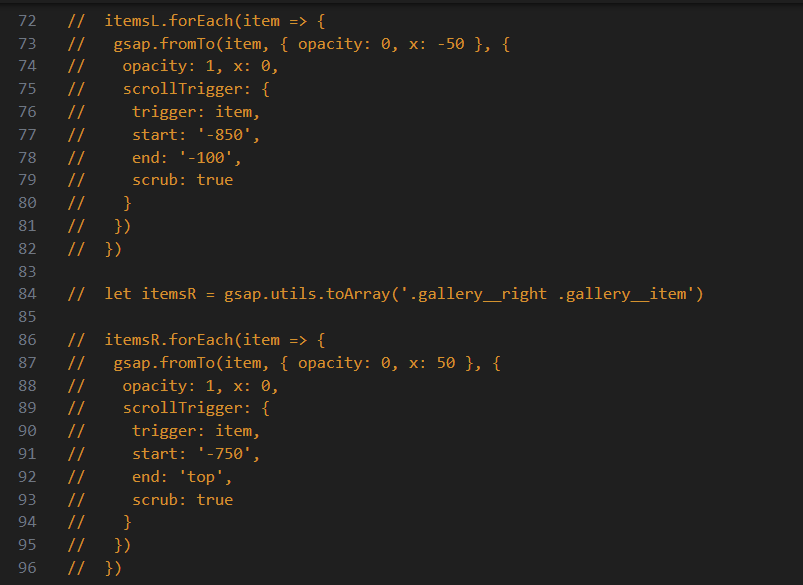 72 // itemsL.forEach(item => {
73 // gsap.fromTo(item, { opacity: 0, x: -50 }, {
74 // opacity: 1, x: 0,
75 // scrollTrigger: {
76 // trigger: item,
77 // start: '-850',
78 // end: '-100',
79 // scrub: true
80 // }
81 // })
82 // })
83
84 // let itemsR = gsap.utils.toArray('.gallery__right .gallery__item')
85
86 // itemsR.forEach(item => {
87 // gsap.fromTo(item, { opacity: 0, x: 50 }, {
88 // opacity: 1, x: 0,
89 // scrollTrigger: {
90 // trigger: item,
91 // start: '-750',
92 // end: 'top',
93 // scrub: true
94 // }
95 // })
96 // })